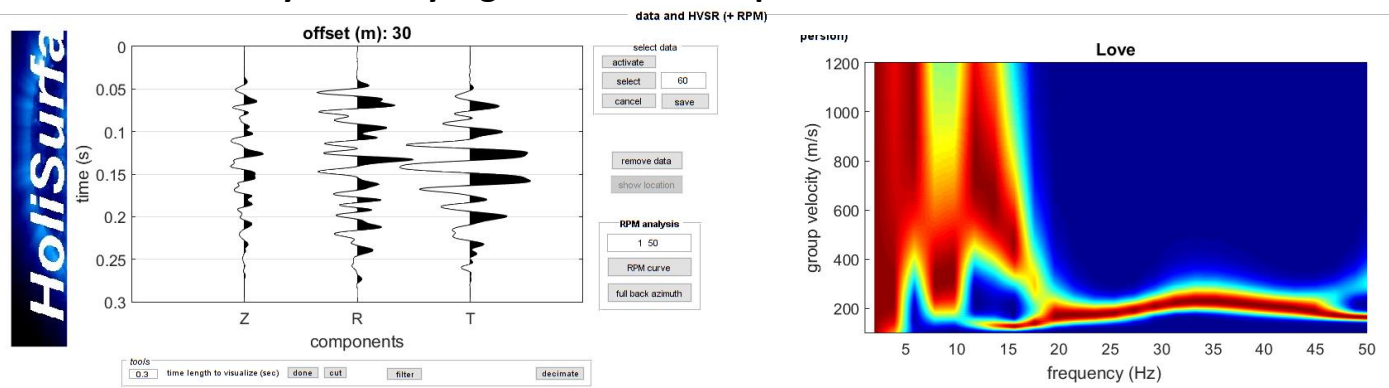 data and HVSR (+ RPM)
HoliSurfa
offset (m): 30
time (s)
0
0.05
0.1
0.15
0.2
0.25
0.3
Z R T
components
select data
activate
select 60
cancel save
remove data
show location
RPM analysis
1 50
RPM curve
full back azimuth
tools
0.3 time length to visualize (sec) done cut filter decimate
persion)
Love
group velocity (m/s)
1200
1000
800
600
400
200
5 10 15 20 25 30 35 40 45 50
frequency (Hz)